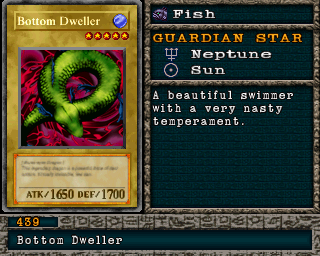 Bottom Dweller
Fish
GUARDIAN STAR
Neptune
Sun
A beautiful swimmer
with a very nasty
temperament.
ATK/1650 DEF/1700
439
Bottom Dweller